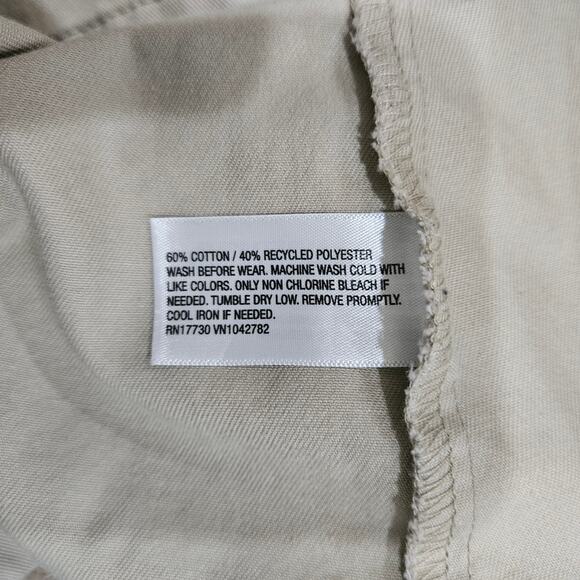 60% COTTON / 40% RECYCLED POLYESTER
WASH BEFORE WEAR. MACHINE WASH COLD WITH
LIKE COLORS. ONLY NON CHLORINE BLEACH IF
NEEDED. TUMBLE DRY LOW. REMOVE PROMPTLY.
COOL IRON IF NEEDED.
RN17730 VN1042782